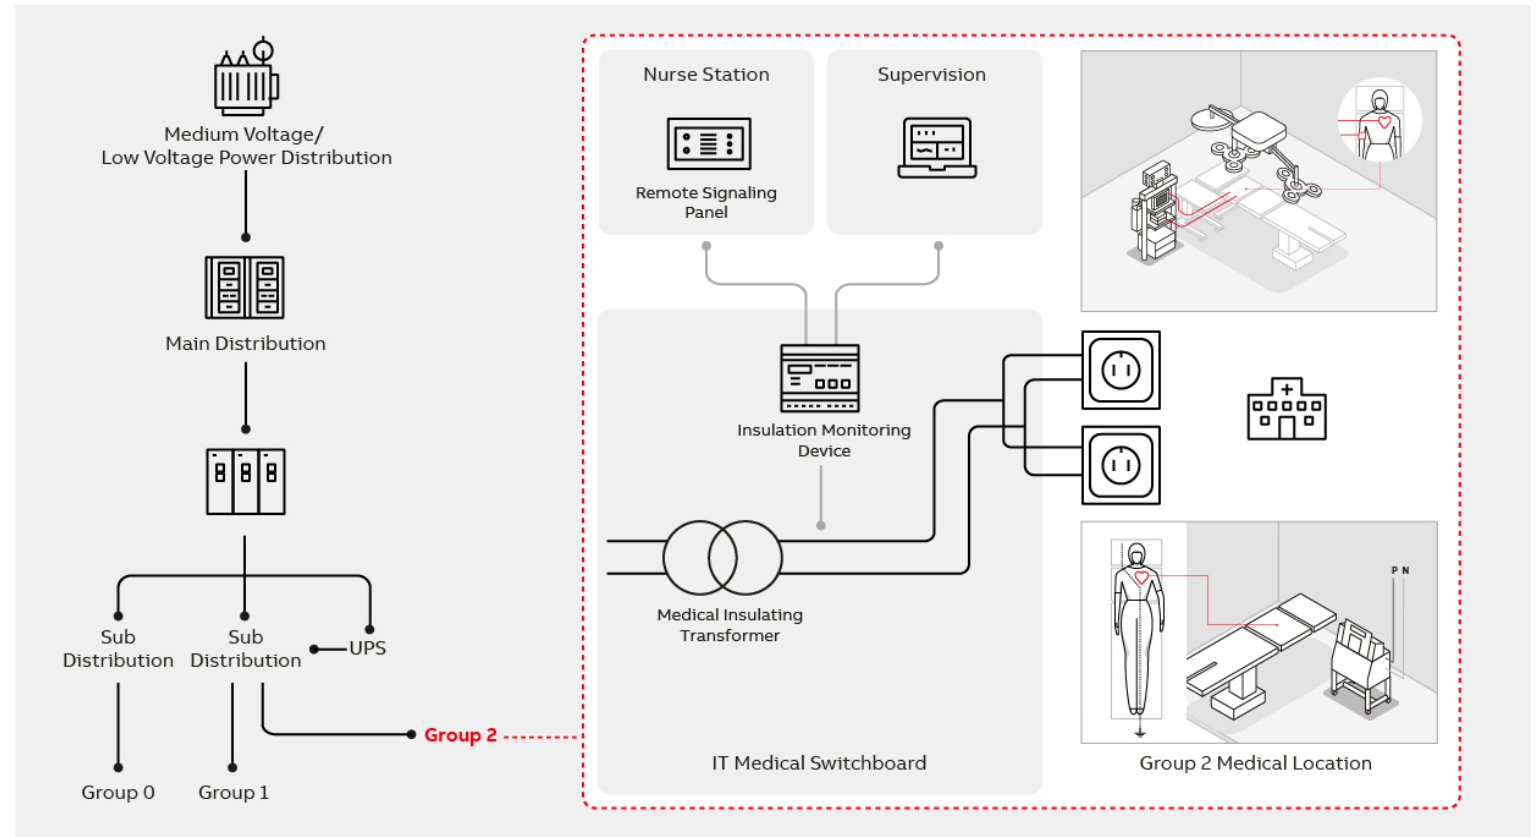 Medium Voltage/
Low Voltage Power Distribution
Main Distribution
Sub
Distribution
Sub
Distribution
UPS
Group 0
Group 1
Group 2
Nurse Station
Remote Signaling
Panel
Supervision
Insulation Monitoring
Device
Medical Insulating
Transformer
IT Medical Switchboard
P N
Group 2 Medical Location